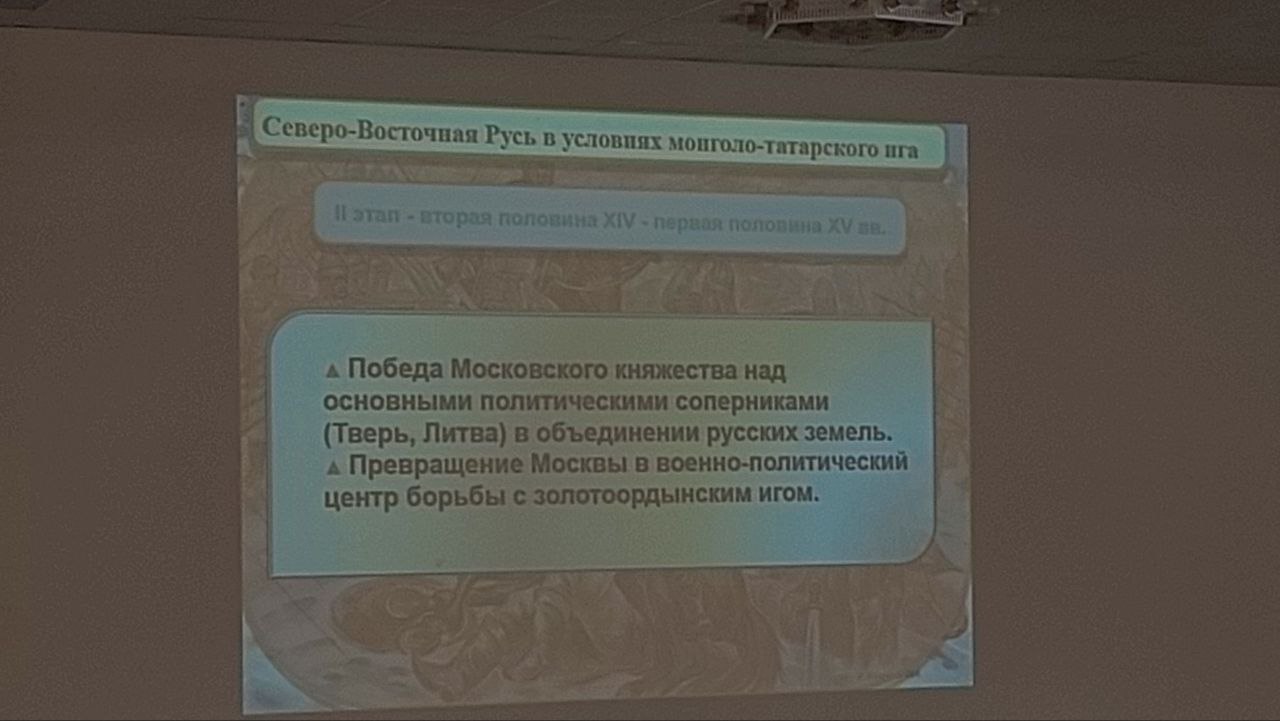 Северо-Восточная Русь в условиях монголо-татарского ига
II этап - вторая половина XIV - первая половина XV вв.
▲ Победа Московского княжества над
основными политическими соперниками
(Тверь, Литва) в объединении русских земель.
▲ Превращение Москвы в военно-политический
центр борьбы с золотоордынским игом.